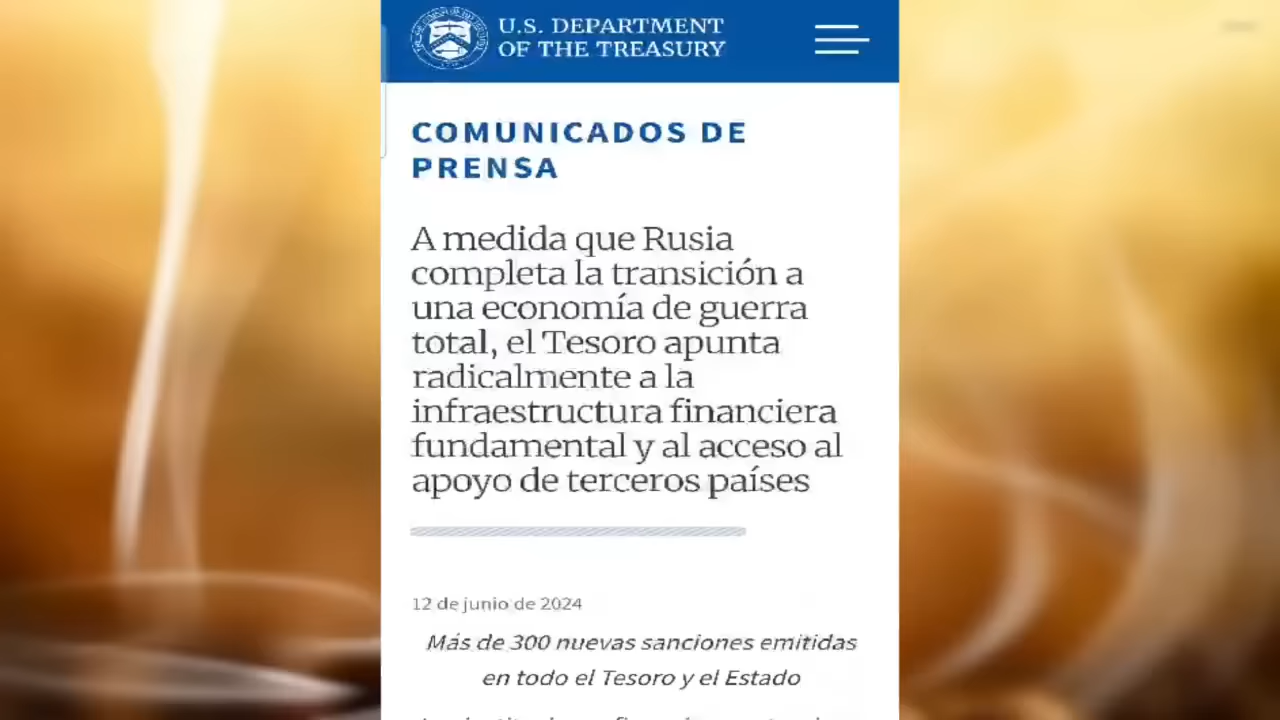 U.S. DEPARTMENT
OF THE TREASURY
COMUNICADOS DE
PRENSA
A medida que Rusia
completa la transición a
una economía de guerra
total, el Tesoro apunta
radicalmente a la
infraestructura financiera
fundamental y al acceso al
apoyo de terceros países
12 de junio de 2024
Más de 300 nuevas sanciones emitidas
en todo el Tesoro y el Estado